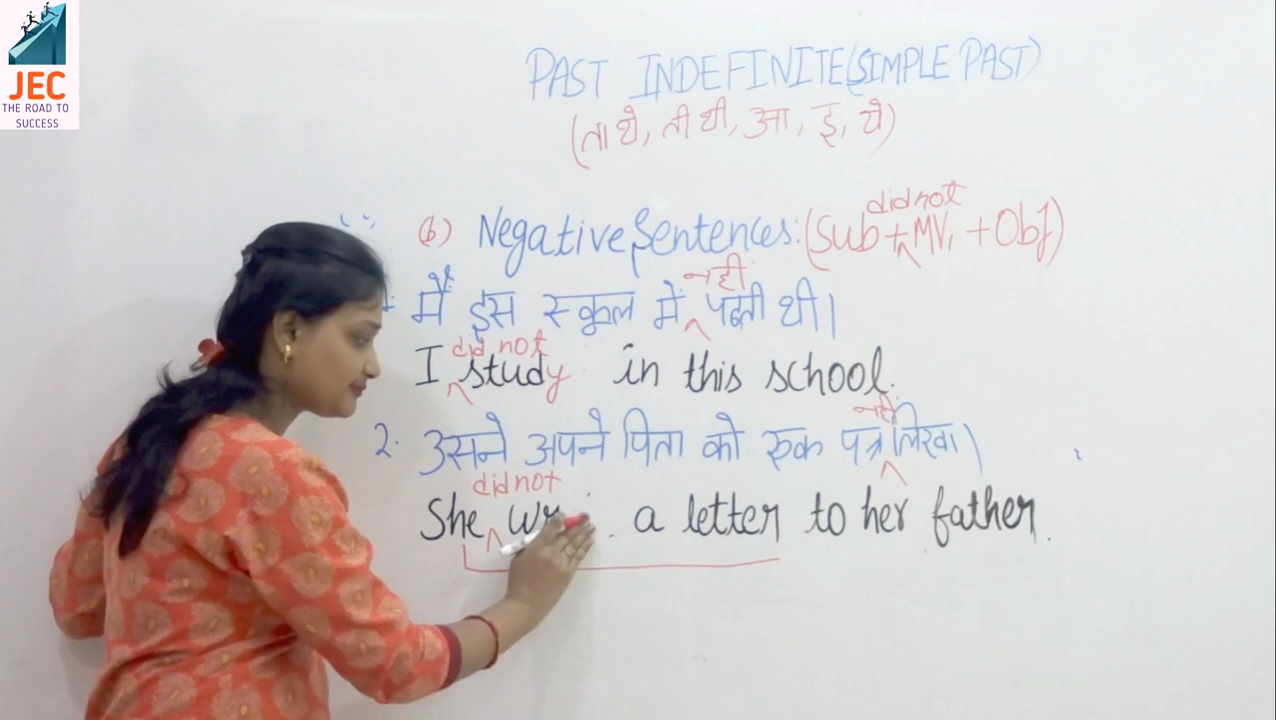 JEC
THE ROAD TO
SUCCESS
PAST INDEFINITE (SIMPLE PAST)
(ता थे, ती थी, आ, इ, ये)
(b) Negative Sentences: (Sub + did not MV₁ + Obj)
मैं इस स्कूल में नही पढ़ती थी।
I did not study in this school.
2. उसने अपने पिता को एक पत्र नही लिखा।
She did not a letter to her father.